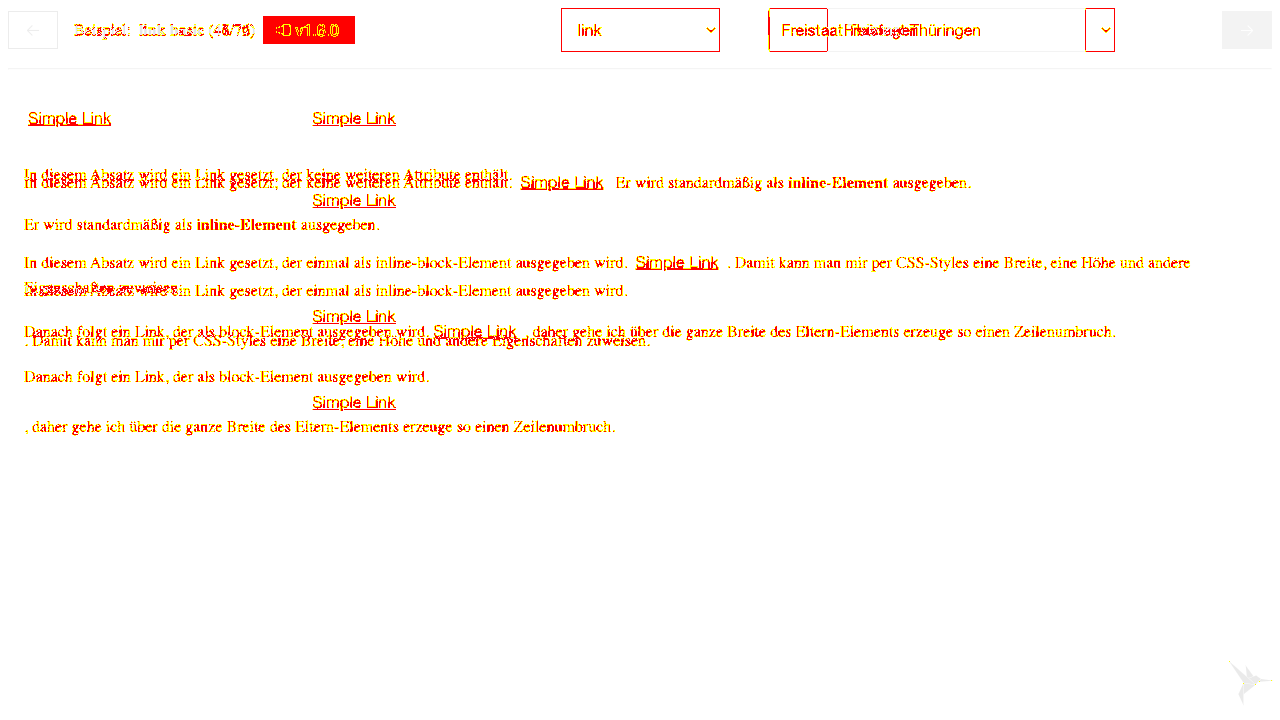 Beispiel: link basic (/76) v1.6.0 link Freistaat Thüringen
Simple Link Simple Link
In diesem Absatz wird ein Link gesetzt, der keine weiteren Attribute enthält.
In diesem Absatz wird ein Link gesetzt, der keine weiteren Attribute enthält. Simple Link Er wird standardmäßig als inline-Element ausgegeben.
Simple Link
Er wird standardmäßig als inline-Element ausgegeben.
In diesem Absatz wird ein Link gesetzt, der einmal als inline-block-Element ausgegeben wird. Simple Link . Damit kann man mir per CSS-Styles eine Breite, eine Höhe und andere
In diesem Absatz wird ein Link gesetzt, der einmal als inline-block-Element ausgegeben wird.
Simple Link
Danach folgt ein Link, der als block-Element ausgegeben wird. Simple Link , daher gehe ich über die ganze Breite des Eltern-Elements erzeuge so einen Zeilenumbruch.
. Damit kann man mir per CSS-Styles eine Breite, eine Höhe und andere Eigenschaften zuweisen.
Danach folgt ein Link, der als block-Element ausgegeben wird.
Simple Link
, daher gehe ich über die ganze Breite des Eltern-Elements erzeuge so einen Zeilenumbruch.